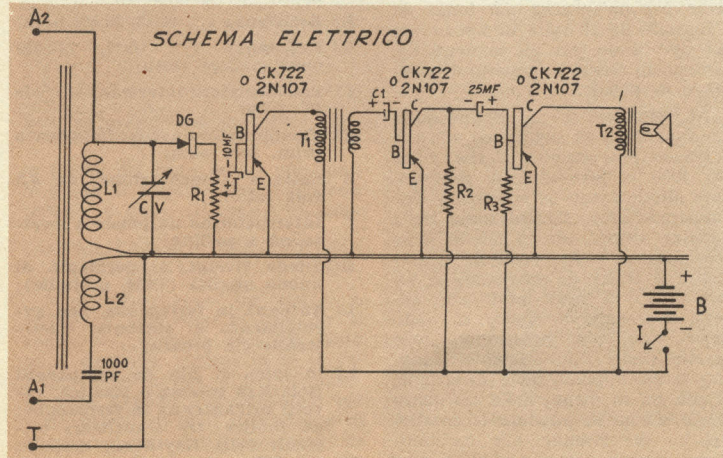 A2
SCHEMA ELETTRICO
O CK722
2N107
O CK722
2N107
O CK722
2N107
DG
C
B
E
-10MF
+
R1
L1
C V
T1
+ C1 -
C
B
E
R2
25MF
- +
C
B
E
R3
T2
L2
1000
PF
A1
T
+
B
-
I